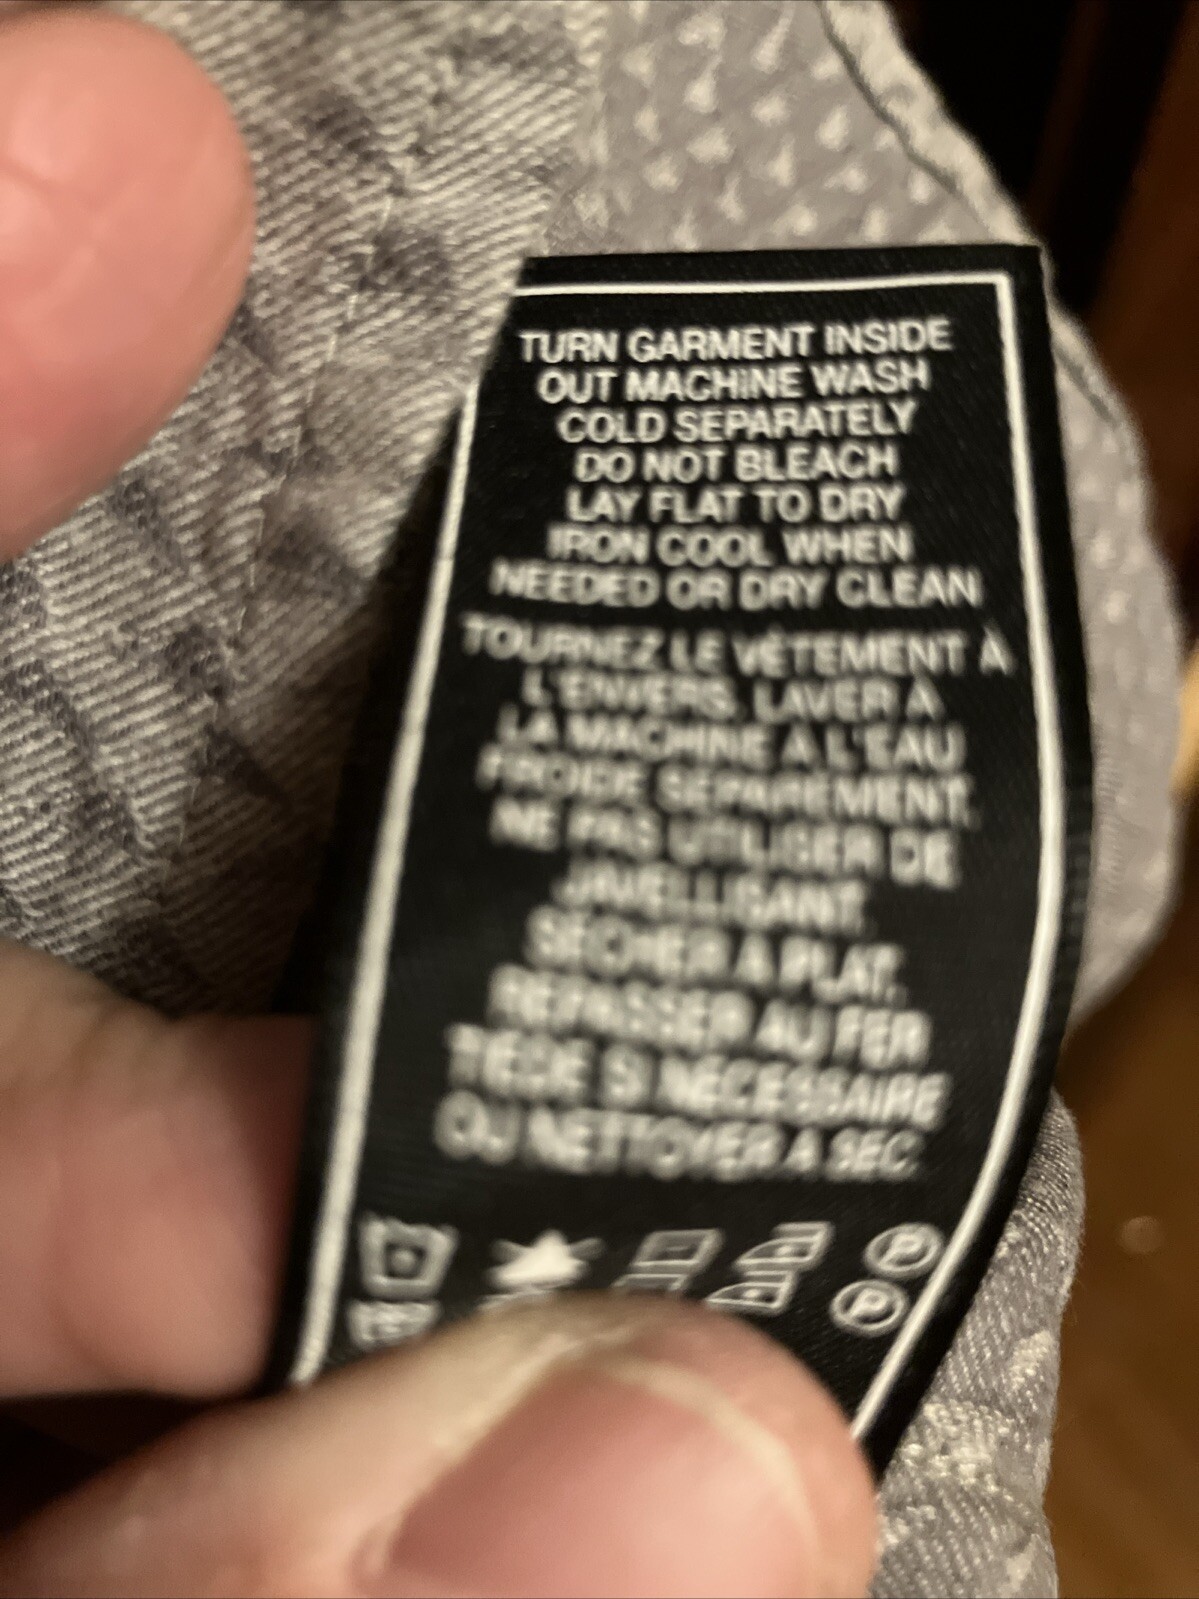 TURN GARMENT INSIDE
OUT MACHINE WASH
COLD SEPARATELY
DO NOT BLEACH
LAY FLAT TO DRY
IRON COOL WHEN
NEEDED OR DRY CLEAN
TOURNEZ LE VÊTEMENT À
L'ENVERS. LAVER À
LA MACHINE À L'EAU
FROIDE SÉPARÉMENT.
NE PAS UTILISER DE
JAVELLISANT.
SÉCHER À PLAT.
REPASSER AU FER
TIÈDE SI NÉCESSAIRE
OU NETTOYER À SEC.
P
P